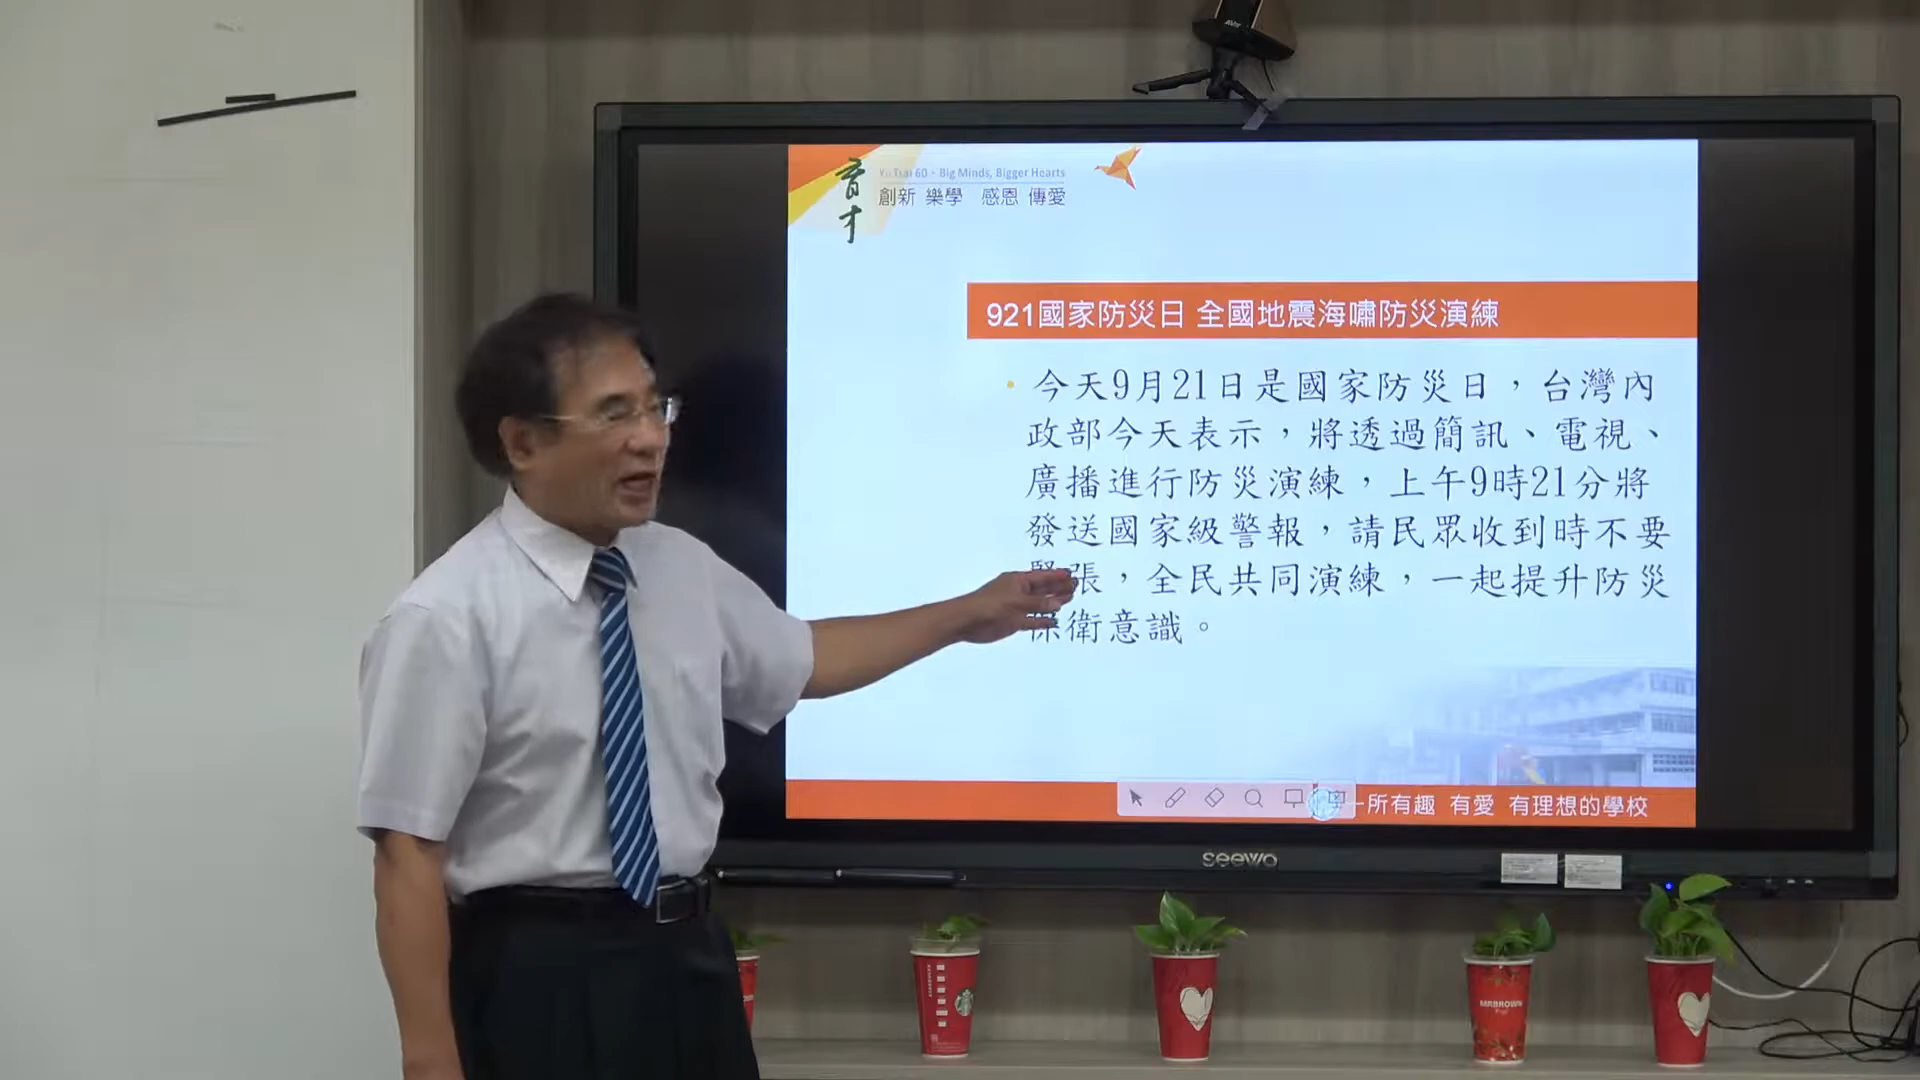 AVer
育才
Yu Tsai 60 · Big Minds, Bigger Hearts
創新 樂學 感恩 傳愛
921國家防災日 全國地震海嘯防災演練
• 今天9月21日是國家防災日，台灣內
政部今天表示，將透過簡訊、電視、
廣播進行防災演練，上午9時21分將
發送國家級警報，請民眾收到時不要
緊張，全民共同演練，一起提升防災
保衛意識。
一所有趣 有愛 有理想的學校
seewo
MRBROWN